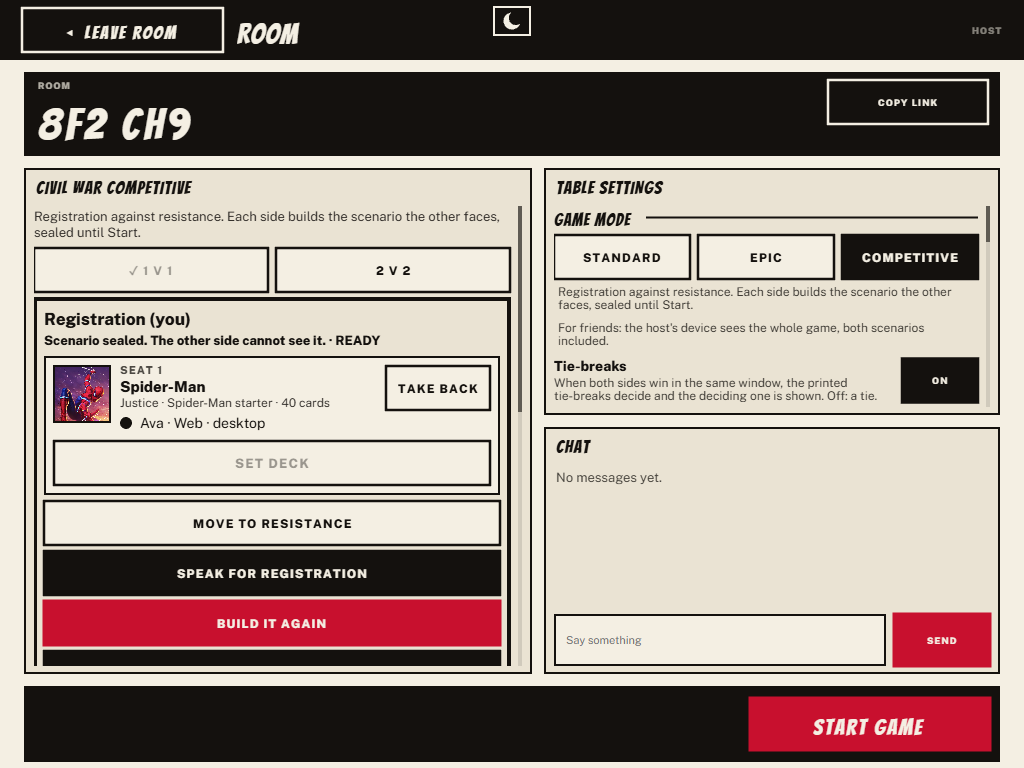 ◂ LEAVE ROOM
ROOM
HOST
ROOM
8F2 CH9
COPY LINK
CIVIL WAR COMPETITIVE
Registration against resistance. Each side builds the scenario the other faces,
sealed until Start.
✓ 1 V 1
2 V 2
Registration (you)
Scenario sealed. The other side cannot see it. · READY
SEAT 1
Spider-Man
Justice · Spider-Man starter · 40 cards
Ava · Web · desktop
TAKE BACK
SET DECK
MOVE TO RESISTANCE
SPEAK FOR REGISTRATION
BUILD IT AGAIN
TABLE SETTINGS
GAME MODE
STANDARD
EPIC
COMPETITIVE
Registration against resistance. Each side builds the scenario the other
faces, sealed until Start.
For friends: the host's device sees the whole game, both scenarios
included.
Tie-breaks
When both sides win in the same window, the printed
tie-breaks decide and the deciding one is shown. Off: a tie.
ON
CHAT
No messages yet.
Say something
SEND
START GAME